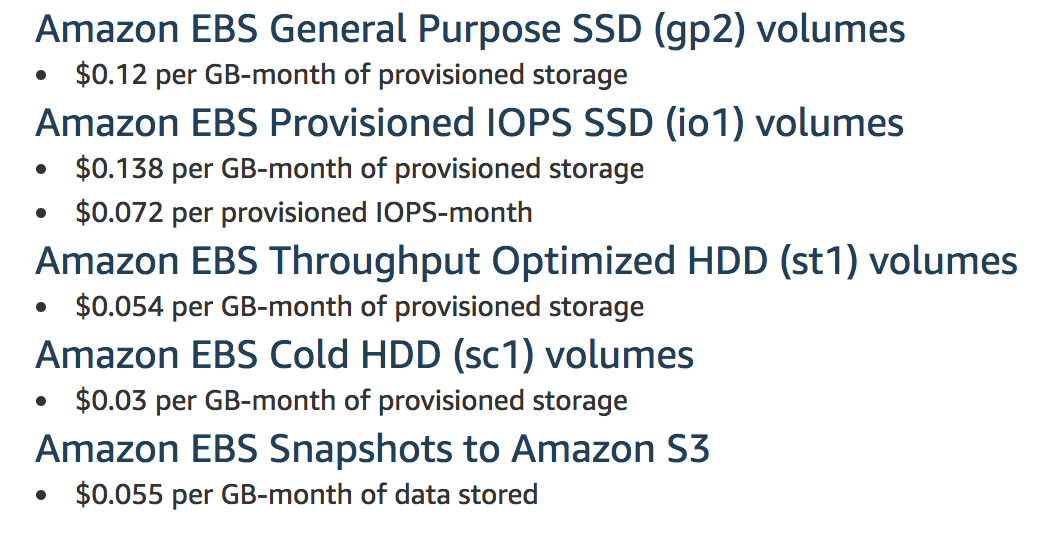 Amazon EBS General Purpose SSD (gp2) volumes
• $0.12 per GB-month of provisioned storage
Amazon EBS Provisioned IOPS SSD (io1) volumes
• $0.138 per GB-month of provisioned storage
• $0.072 per provisioned IOPS-month
Amazon EBS Throughput Optimized HDD (st1) volumes
• $0.054 per GB-month of provisioned storage
Amazon EBS Cold HDD (sc1) volumes
• $0.03 per GB-month of provisioned storage
Amazon EBS Snapshots to Amazon S3
• $0.055 per GB-month of data stored